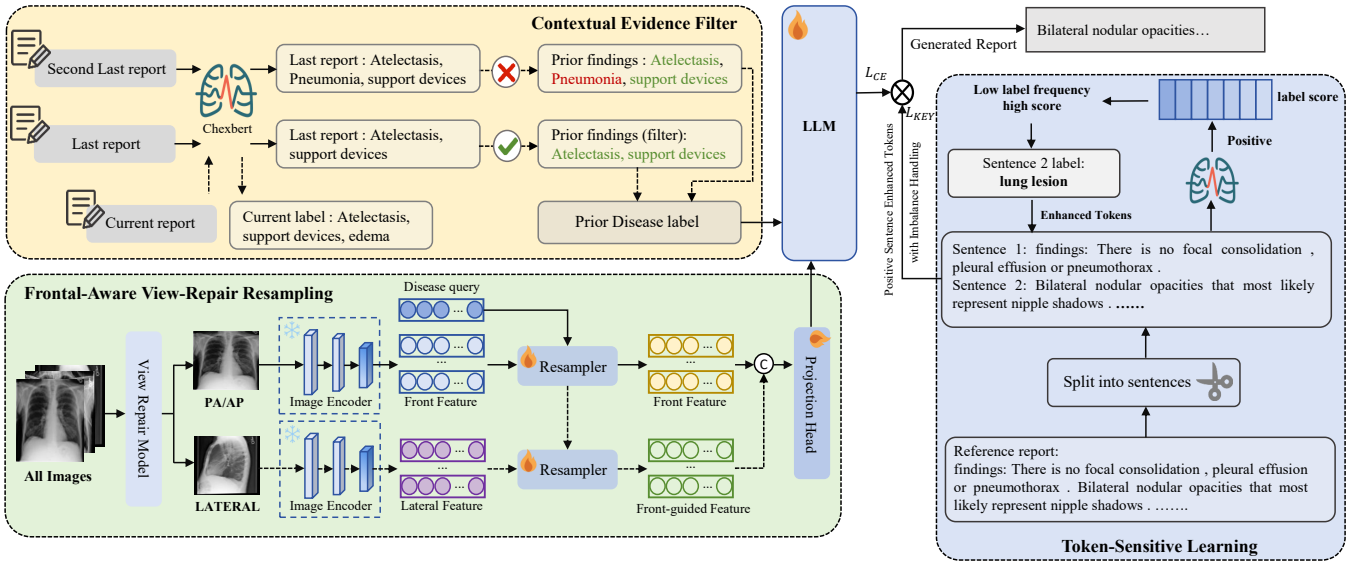 Contextual Evidence Filter
Second Last report
Chexbert
Last report : Atelectasis,
Pneumonia, support devices
Prior findings : Atelectasis,
Pneumonia, support devices
Last report
Last report : Atelectasis,
support devices
Prior findings (filter):
Atelectasis, support devices
Current report
Current label : Atelectasis,
support devices, edema
Prior Disease label
Frontal-Aware View-Repair Resampling
All Images
View Repair Model
PA/AP
LATERAL
Image Encoder
Image Encoder
Disease query
...
...
...
...
Front Feature
...
...
...
Lateral Feature
Resampler
Resampler
...
...
...
Front Feature
...
...
...
Front-guided Feature
C
Projection Head
LLM
L_CE
L_KEY
Generated Report
Bilateral nodular opacities…
Positive Sentence Enhanced Tokens
with Imbalance Handling
Low label frequency
high score
label score
Positive
Sentence 2 label:
lung lesion
Enhanced Tokens
Sentence 1: findings: There is no focal consolidation ,
pleural effusion or pneumothorax .
Sentence 2: Bilateral nodular opacities that most likely
represent nipple shadows . ......
Split into sentences
Reference report:
findings: There is no focal consolidation , pleural effusion
or pneumothorax . Bilateral nodular opacities that most
likely represent nipple shadows . …….
Token-Sensitive Learning